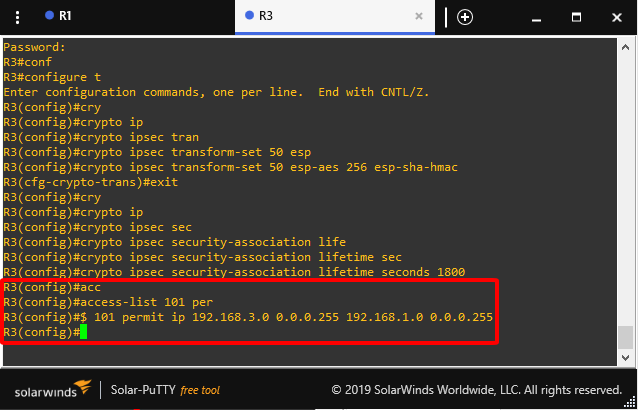 R1
R3
Password:
R3#conf
R3#configure t
Enter configuration commands, one per line.  End with CNTL/Z.
R3(config)#cry
R3(config)#crypto ip
R3(config)#crypto ipsec tran
R3(config)#crypto ipsec transform-set 50 esp
R3(config)#crypto ipsec transform-set 50 esp-aes 256 esp-sha-hmac
R3(cfg-crypto-trans)#exit
R3(config)#cry
R3(config)#crypto ip
R3(config)#crypto ipsec sec
R3(config)#crypto ipsec security-association life
R3(config)#crypto ipsec security-association lifetime sec
R3(config)#crypto ipsec security-association lifetime seconds 1800
R3(config)#acc
R3(config)#access-list 101 per
R3(config)#$ 101 permit ip 192.168.3.0 0.0.0.255 192.168.1.0 0.0.0.255
R3(config)#
solarwinds Solar-PuTTY free tool © 2019 SolarWinds Worldwide, LLC. All rights reserved.